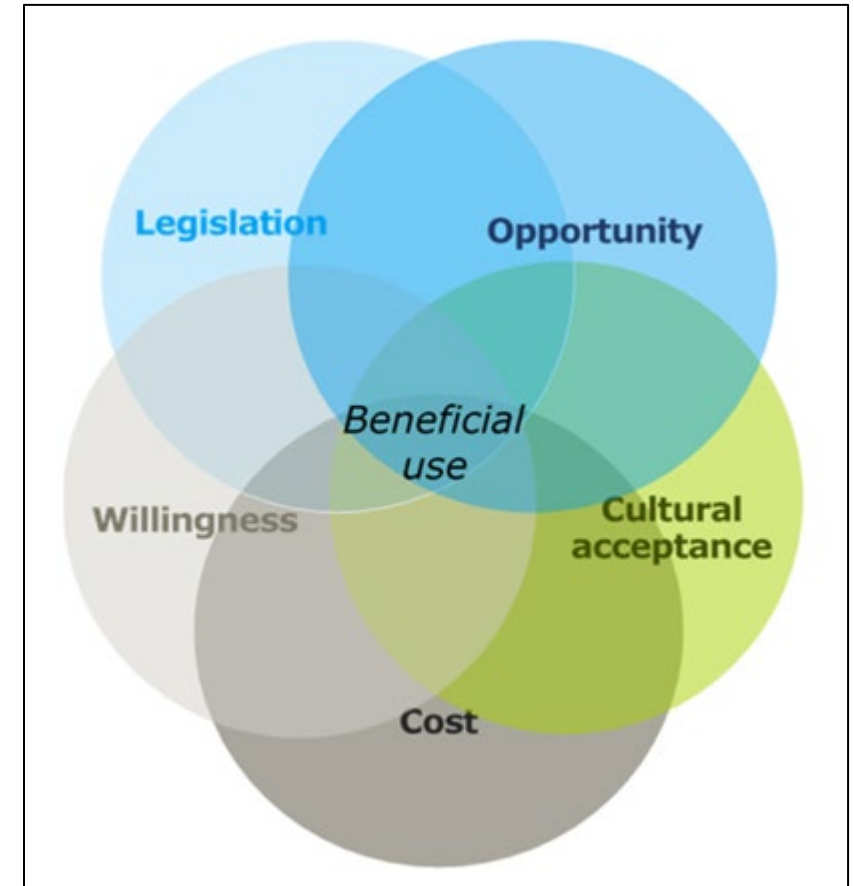 Legislation
Opportunity
Beneficial
use
Willingness
Cultural
acceptance
Cost